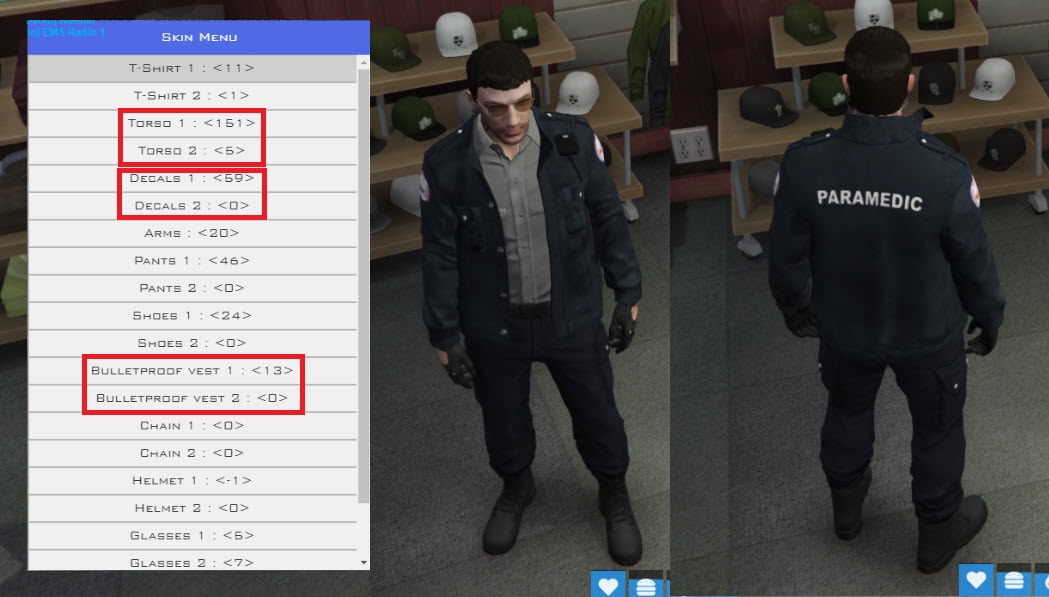 o] EMS Radio 1
Skin Menu
T-Shirt 1 : <11>
T-Shirt 2 : <1>
Torso 1 : <151>
Torso 2 : <5>
Decals 1 : <59>
Decals 2 : <0>
Arms : <20>
Pants 1 : <46>
Pants 2 : <0>
Shoes 1 : <24>
Shoes 2 : <0>
Bulletproof vest 1 : <13>
Bulletproof vest 2 : <0>
Chain 1 : <0>
Chain 2 : <0>
Helmet 1 : <-1>
Helmet 2 : <0>
Glasses 1 : <5>
Glasses 2 : <7>
PARAMEDIC